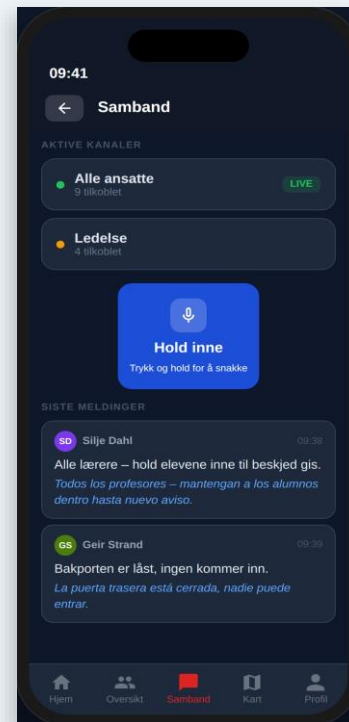 09:41
Samband
AKTIVE KANALER
Alle ansatte
9 tilkoblet
LIVE
Ledelse
4 tilkoblet
Hold inne
Trykk og hold for å snakke
SISTE MELDINGER
SD Silje Dahl 09:38
Alle lærere – hold elevene inne til beskjed gis.
Todos los profesores – mantengan a los alumnos
dentro hasta nuevo aviso.
GS Geir Strand 09:39
Bakporten er låst, ingen kommer inn.
La puerta trasera está cerrada, nadie puede
entrar.
Hjem Oversikt Samband Kart Profil